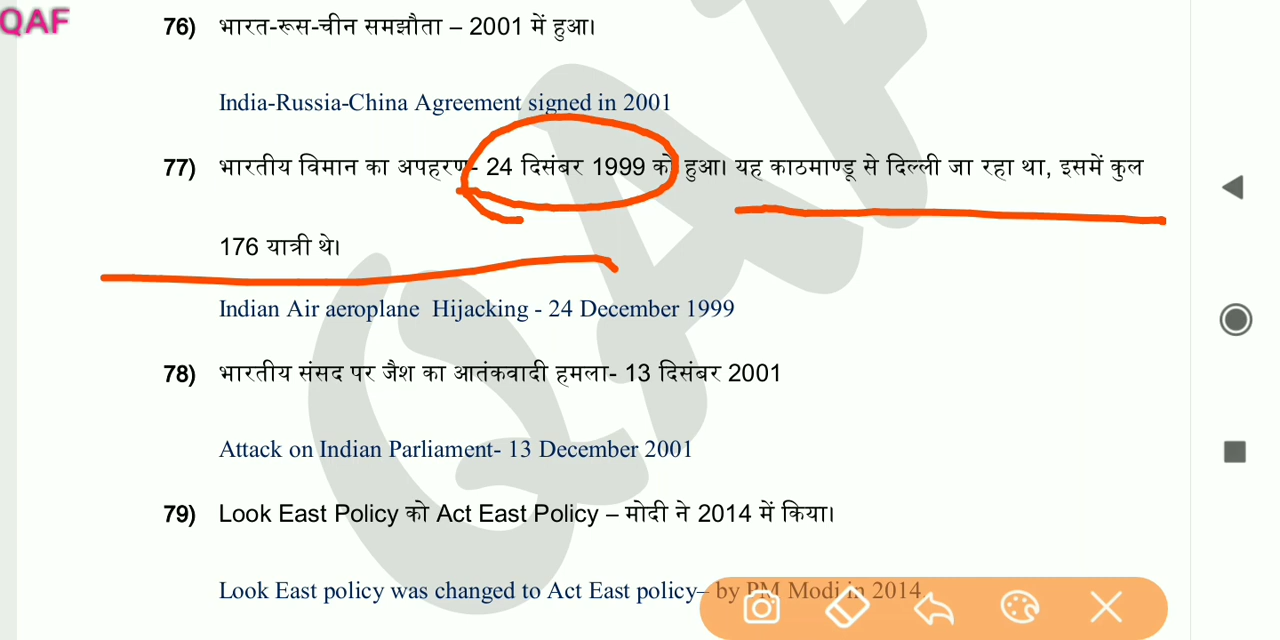 QAF
76) भारत-रूस-चीन समझौता – 2001 में हुआ।
India-Russia-China Agreement signed in 2001
77) भारतीय विमान का अपहरण- 24 दिसंबर 1999 को हुआ। यह काठमाण्डू से दिल्ली जा रहा था, इसमें कुल
176 यात्री थे।
Indian Air aeroplane Hijacking - 24 December 1999
78) भारतीय संसद पर जैश का आतंकवादी हमला- 13 दिसंबर 2001
Attack on Indian Parliament- 13 December 2001
79) Look East Policy को Act East Policy – मोदी ने 2014 में किया।
Look East policy was changed to Act East policy– by PM Modi in 2014